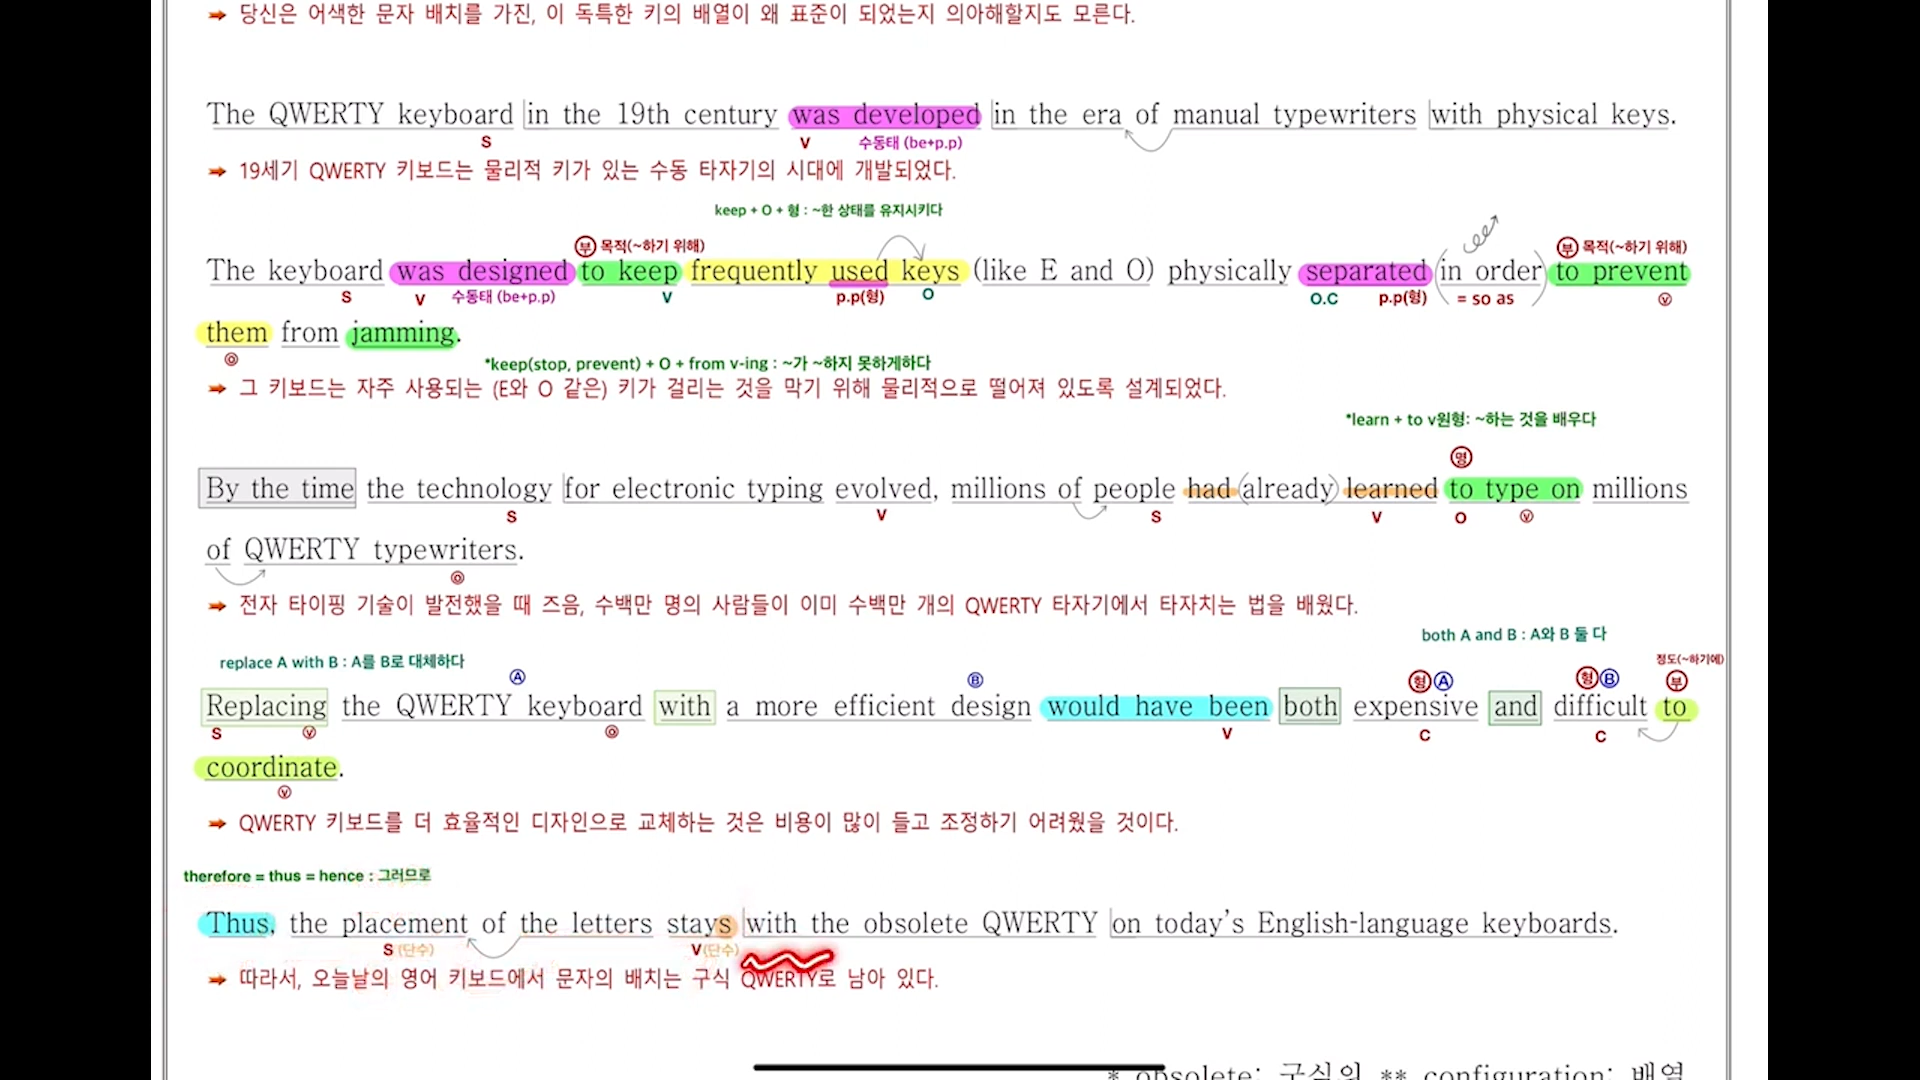 ➡ 당신은 어색한 문자 배치를 가진, 이 독특한 키의 배열이 왜 표준이 되었는지 의아해할지도 모른다.
The QWERTY keyboard in the 19th century was developed in the era of manual typewriters with physical keys.
S V 수동태 (be+p.p)
➡ 19세기 QWERTY 키보드는 물리적 키가 있는 수동 타자기의 시대에 개발되었다.
keep + O + 형 : ~한 상태를 유지시키다
부 목적(~하기 위해) 부 목적(~하기 위해)
The keyboard was designed to keep frequently used keys (like E and O) physically separated (in order) to prevent
S V 수동태 (be+p.p) V p.p(형) O O.C p.p(형) = so as ⓥ
them from jamming.
ⓞ *keep(stop, prevent) + O + from v-ing : ~가 ~하지 못하게하다
➡ 그 키보드는 자주 사용되는 (E와 O 같은) 키가 걸리는 것을 막기 위해 물리적으로 떨어져 있도록 설계되었다.
*learn + to v원형: ~하는 것을 배우다
명
By the time the technology for electronic typing evolved, millions of people had (already) learned to type on millions
S V S V O ⓥ
of QWERTY typewriters.
ⓞ
➡ 전자 타이핑 기술이 발전했을 때 즈음, 수백만 명의 사람들이 이미 수백만 개의 QWERTY 타자기에서 타자치는 법을 배웠다.
both A and B : A와 B 둘 다
replace A with B : A를 B로 대체하다 정도(~하기에)
Ⓐ Ⓑ 형 Ⓐ 형 Ⓑ 부
Replacing the QWERTY keyboard with a more efficient design would have been both expensive and difficult to
S ⓥ ⓞ V C C
coordinate.
ⓥ
➡ QWERTY 키보드를 더 효율적인 디자인으로 교체하는 것은 비용이 많이 들고 조정하기 어려웠을 것이다.
therefore = thus = hence : 그러므로
Thus, the placement of the letters stays with the obsolete QWERTY on today's English-language keyboards.
S (단수) V(단수)
➡ 따라서, 오늘날의 영어 키보드에서 문자의 배치는 구식 QWERTY로 남아 있다.
* obsolete: 구식의 ** configuration: 배열